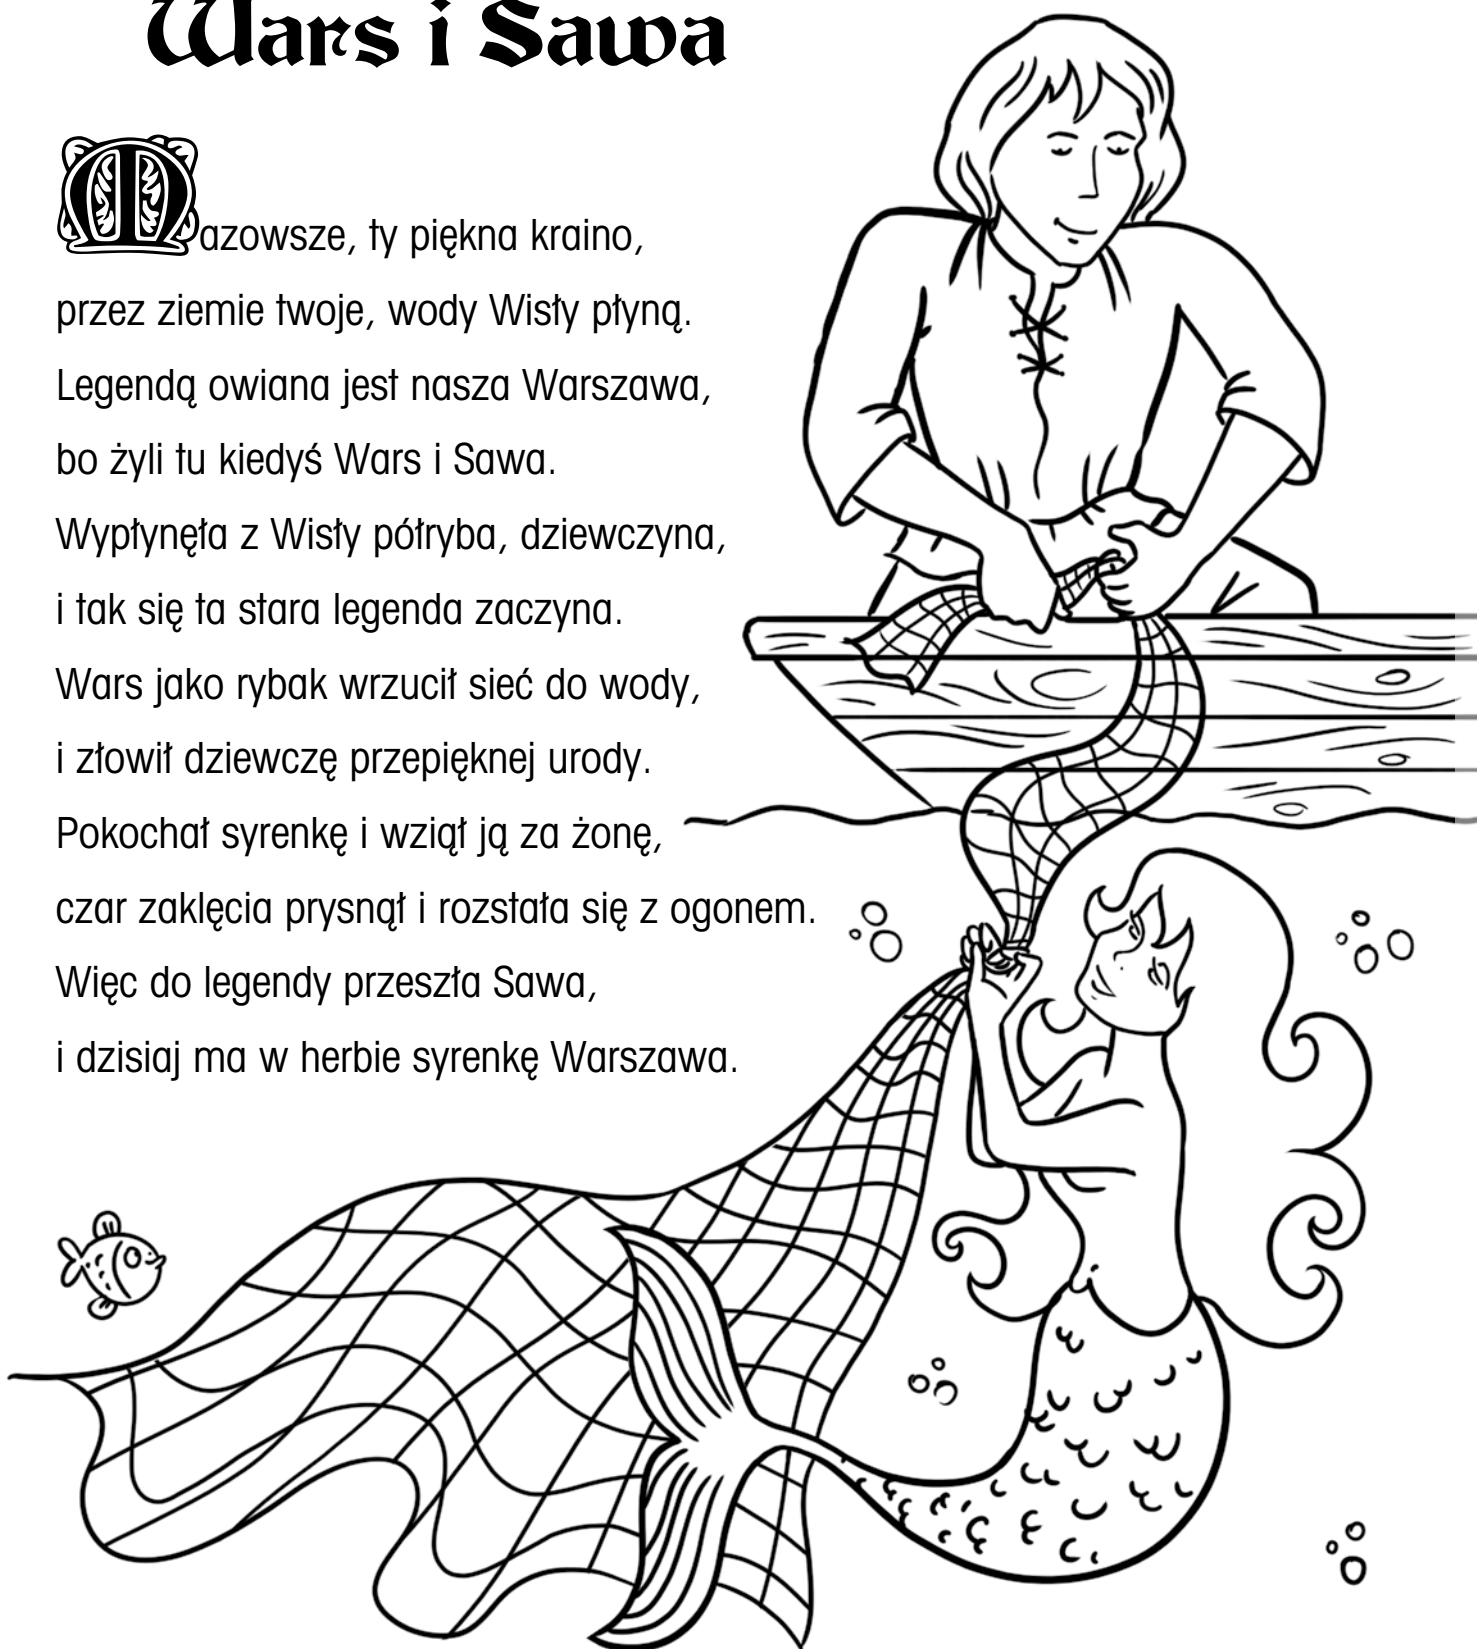 Wars i Sawa
Mazowsze, ty piękna kraino,
przez ziemie twoje, wody Wisły płyną.
Legendą owiana jest nasza Warszawa,
bo żyli tu kiedyś Wars i Sawa.
Wypłynęła z Wisły półryba, dziewczyna,
i tak się ta stara legenda zaczyna.
Wars jako rybak wrzucił sieć do wody,
i złowił dziewczę przepięknej urody.
Pokochał syrenkę i wziął ją za żonę,
czar zaklęcia prysnął i rozstała się z ogonem.
Więc do legendy przeszła Sawa,
i dzisiaj ma w herbie syrenkę Warszawa.